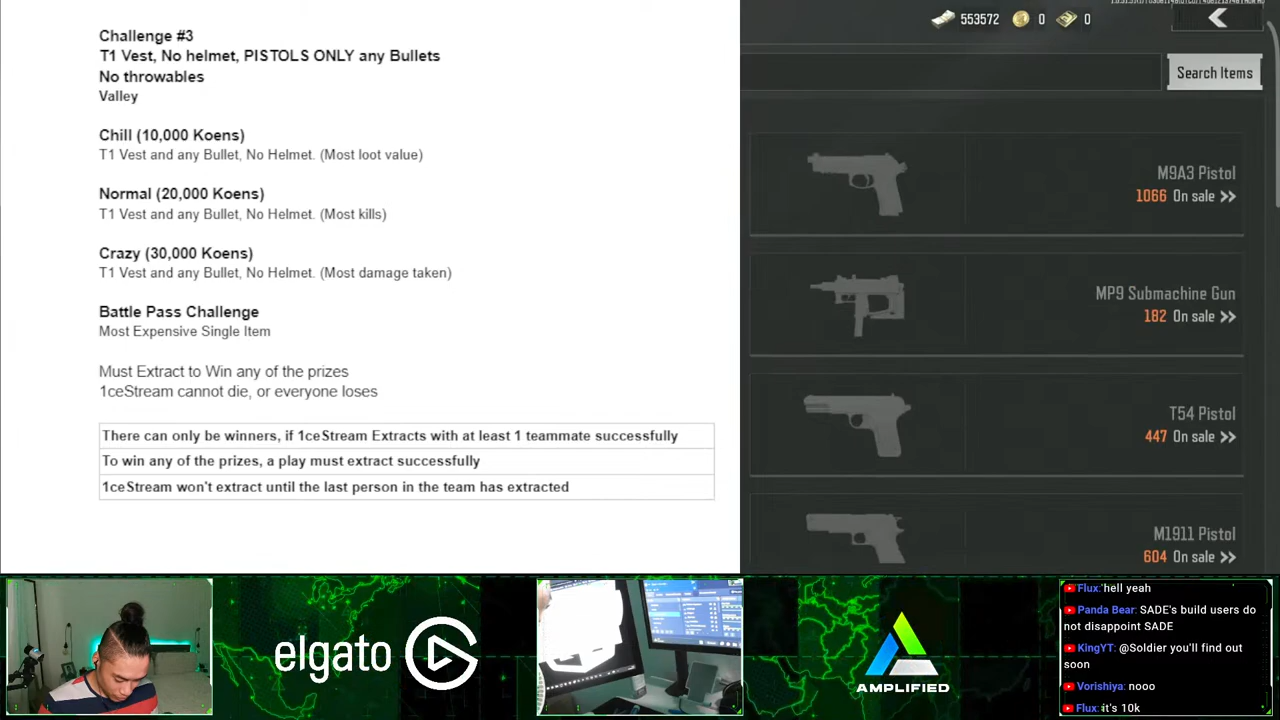 Challenge #3
T1 Vest, No helmet, PISTOLS ONLY any Bullets
No throwables
Valley
Chill (10,000 Koens)
T1 Vest and any Bullet, No Helmet. (Most loot value)
Normal (20,000 Koens)
T1 Vest and any Bullet, No Helmet. (Most kills)
Crazy (30,000 Koens)
T1 Vest and any Bullet, No Helmet. (Most damage taken)
Battle Pass Challenge
Most Expensive Single Item
Must Extract to Win any of the prizes
1ceStream cannot die, or everyone loses
There can only be winners, if 1ceStream Extracts with at least 1 teammate successfully
To win any of the prizes, a play must extract successfully
1ceStream won't extract until the last person in the team has extracted
553572 0 0
Search Items
M9A3 Pistol
1066 On sale >>
MP9 Submachine Gun
182 On sale >>
T54 Pistol
447 On sale >>
M1911 Pistol
604 On sale >>
elgato
AMPLIFIED
Flux: hell yeah
Panda Bear: SADE's build users do
not disappoint SADE
KingYT: @Soldier you'll find out
soon
Vorishiya: nooo
Flux: it's 10k